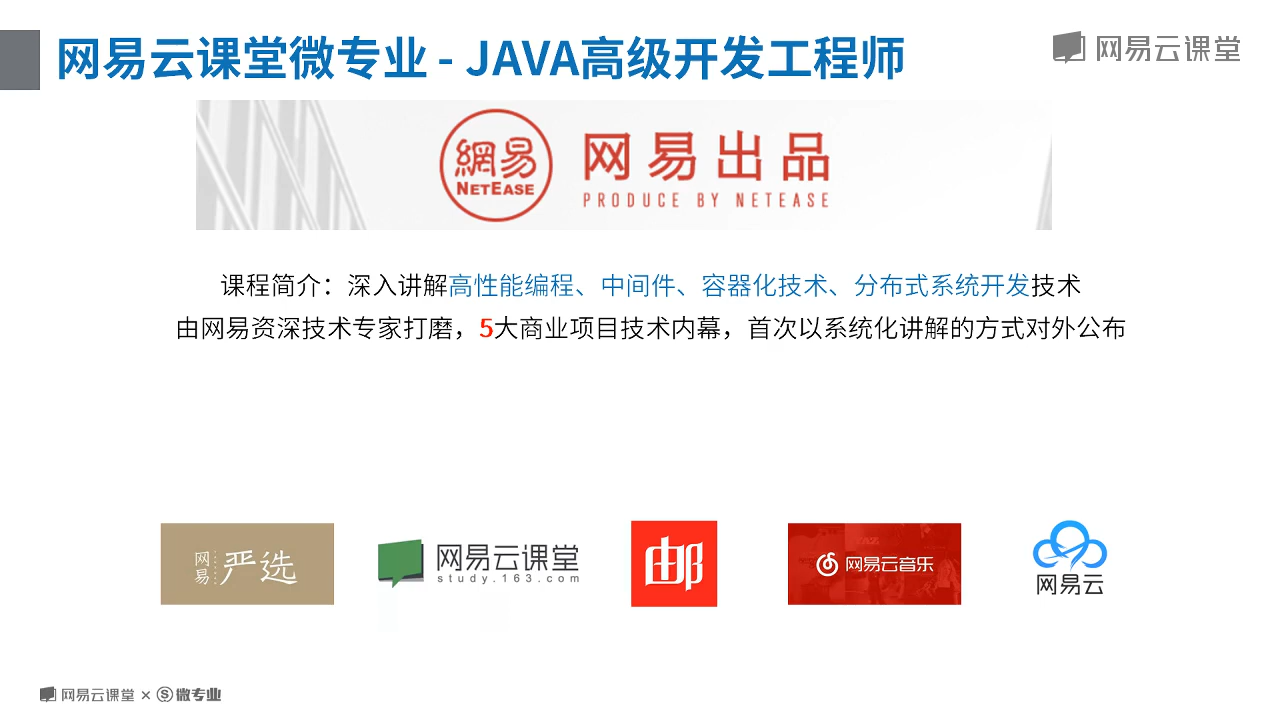 网易云课堂微专业 - JAVA高级开发工程师
网易云课堂
網易
NETEASE
网易出品
PRODUCE BY NETEASE
课程简介：深入讲解高性能编程、中间件、容器化技术、分布式系统开发技术
由网易资深技术专家打磨，5大商业项目技术内幕，首次以系统化讲解的方式对外公布
网易
严选
网易云课堂
study.163.com
邮
网易云音乐
网易云
网易云课堂 × Ⓢ 微专业